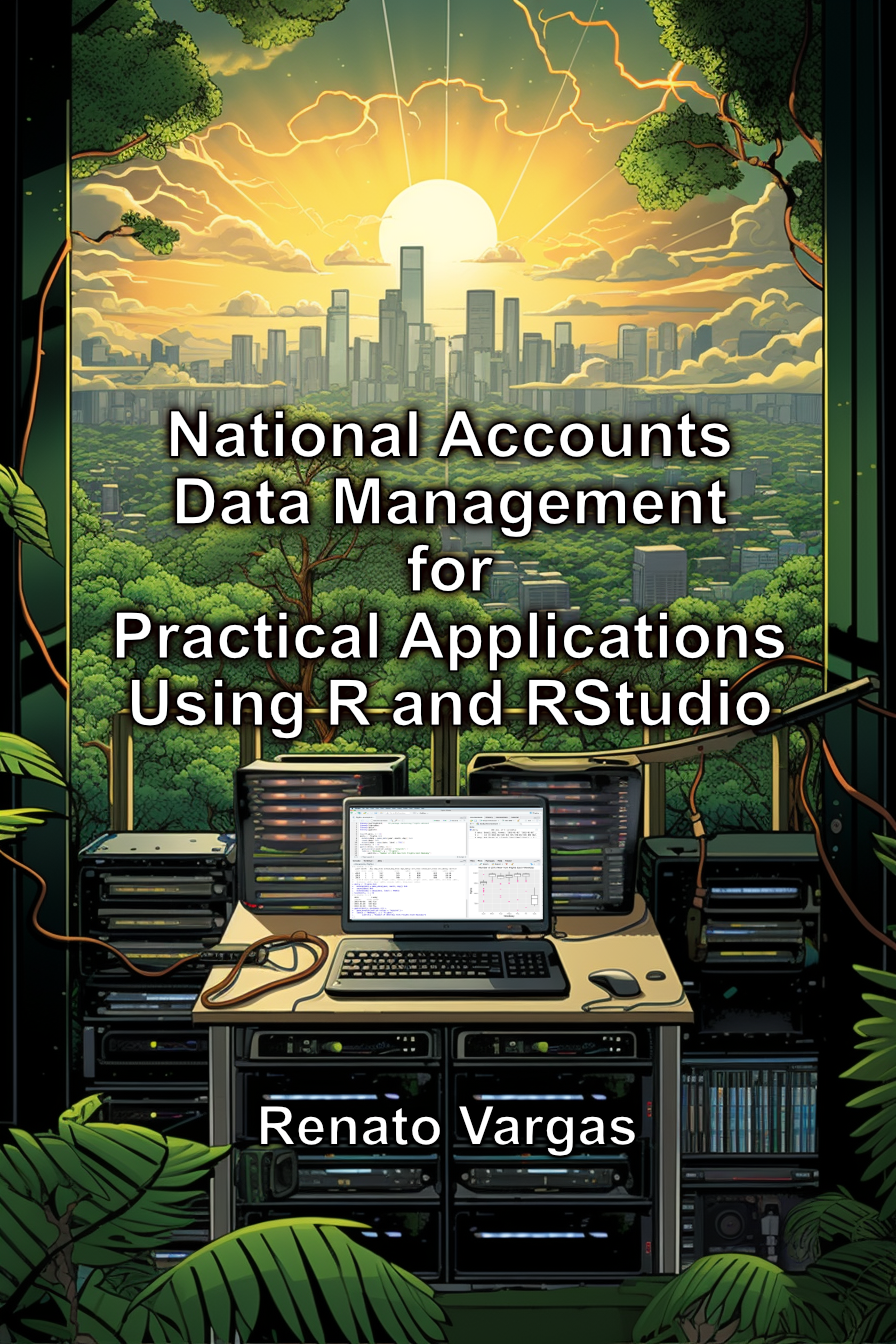 National Accounts
Data Management
for
Practical Applications
Using R and RStudio
Renato Vargas